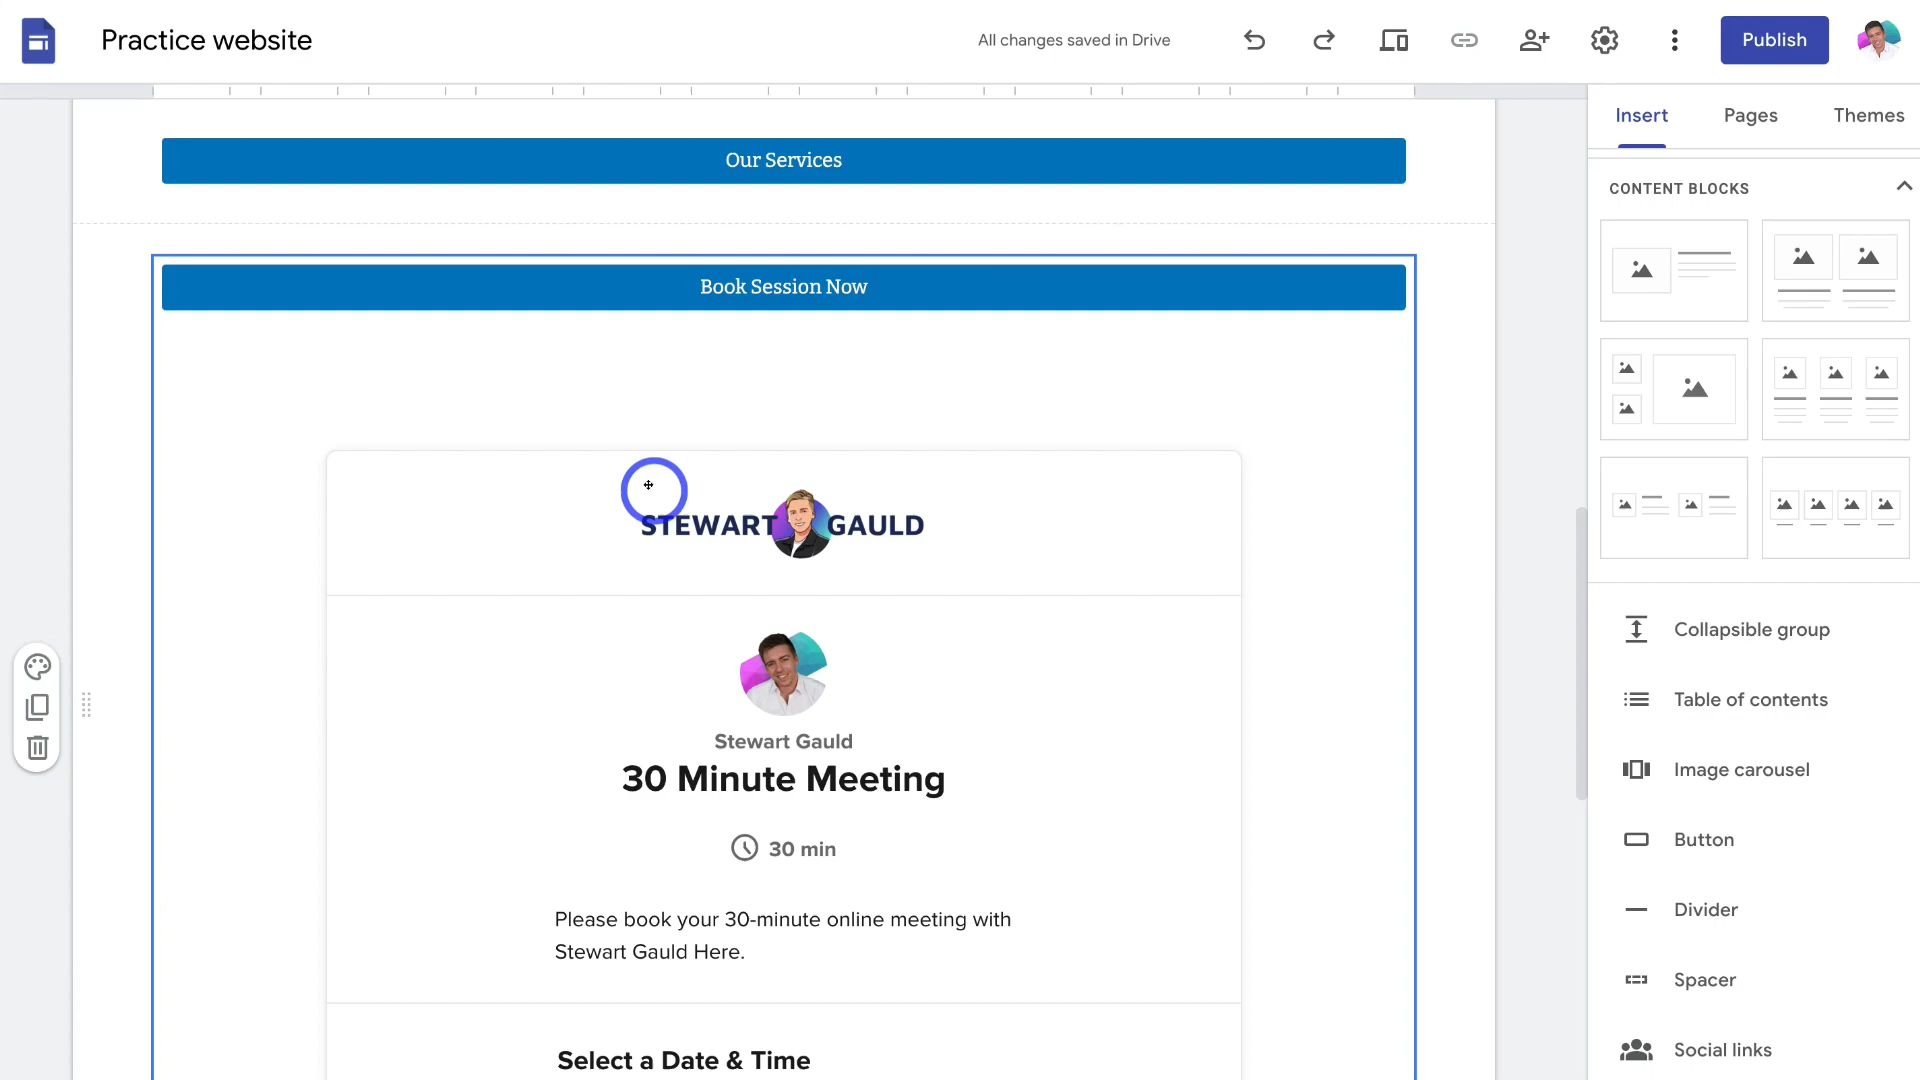 Practice website
All changes saved in Drive
Publish
Insert
Pages
Themes
Our Services
CONTENT BLOCKS
Book Session Now
STEWART GAULD
Stewart Gauld
30 Minute Meeting
30 min
Please book your 30-minute online meeting with
Stewart Gauld Here.
Select a Date & Time
Collapsible group
Table of contents
Image carousel
Button
Divider
Spacer
Social links